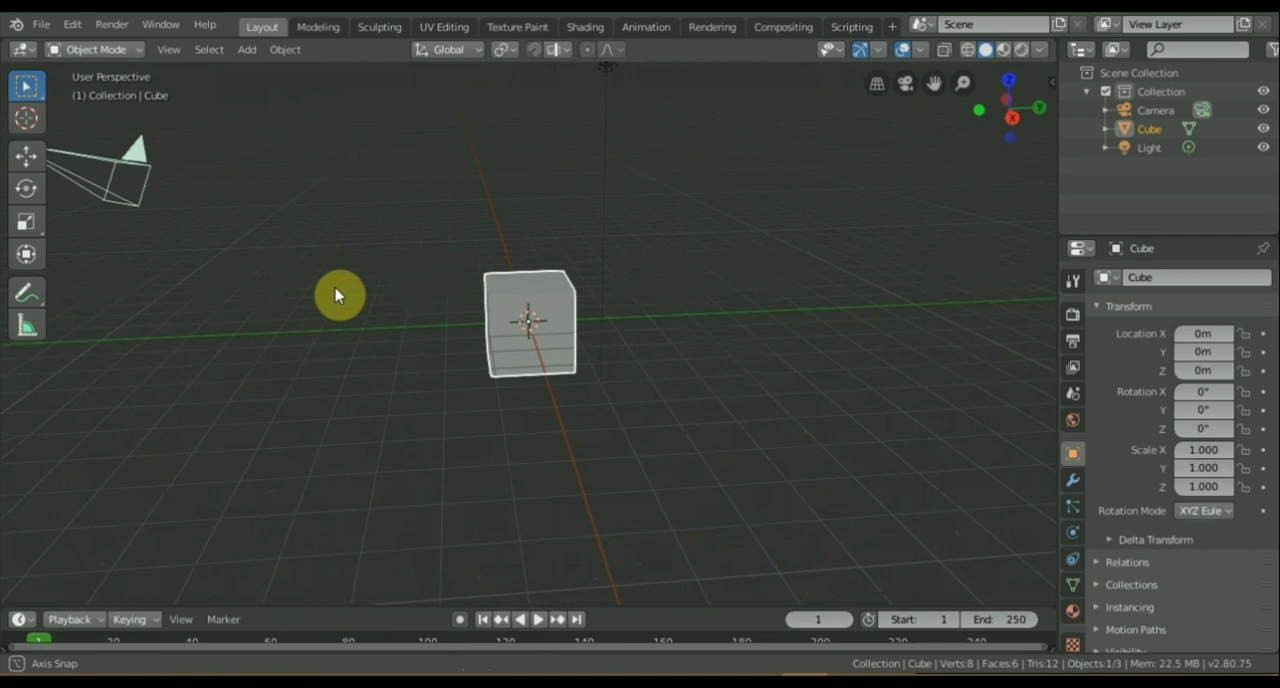 File Edit Render Window Help Layout Modeling Sculpting UV Editing Texture Paint Shading Animation Rendering Compositing Scripting + Scene View Layer
Object Mode View Select Add Object Global
User Perspective
(1) Collection | Cube
Z
Y
X
Scene Collection
Collection
Camera
Cube
Light
Cube
Cube
Transform
Location X 0m
Y 0m
Z 0m
Rotation X 0°
Y 0°
Z 0°
Scale X 1.000
Y 1.000
Z 1.000
Rotation Mode XYZ Eule
Delta Transform
Relations
Collections
Instancing
Motion Paths
Visibility
Playback Keying View Marker 1 Start: 1 End: 250
1 20 40 60 80 100 120 140 160 180 200 220 240
Axis Snap Collection | Cube | Verts:8 | Faces:6 | Tris:12 | Objects:1/3 | Mem: 22.5 MB | v2.80.75